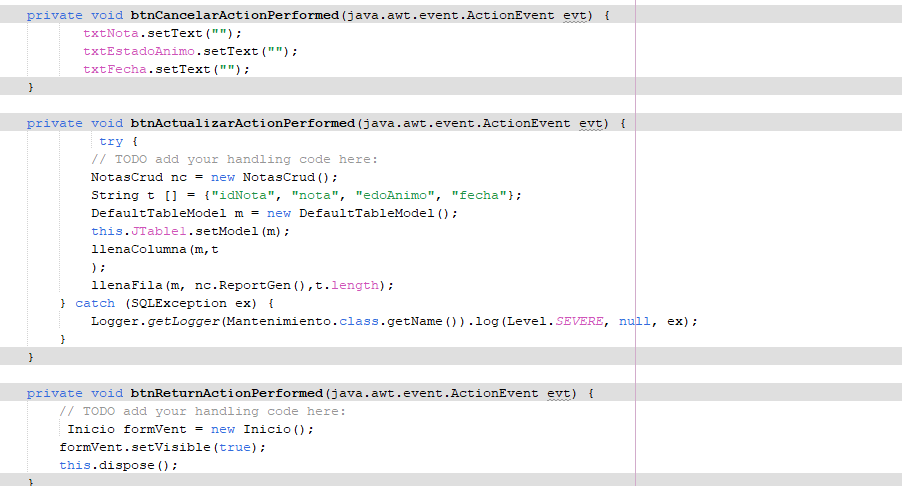 private void btnCancelarActionPerformed(java.awt.event.ActionEvent evt) {
txtNota.setText("");
txtEstadoAnimo.setText("");
txtFecha.setText("");
}
private void btnActualizarActionPerformed(java.awt.event.ActionEvent evt) {
try {
// TODO add your handling code here:
NotasCrud nc = new NotasCrud();
String t [] = {"idNota", "nota", "edoAnimo", "fecha"};
DefaultTableModel m = new DefaultTableModel();
this.JTable1.setModel(m);
llenaColumna(m,t
);
llenaFila(m, nc.ReportGen(),t.length);
} catch (SQLException ex) {
Logger.getLogger(Mantenimiento.class.getName()).log(Level.SEVERE, null, ex);
}
}
private void btnReturnActionPerformed(java.awt.event.ActionEvent evt) {
// TODO add your handling code here:
Inicio formVent = new Inicio();
formVent.setVisible(true);
this.dispose();
}